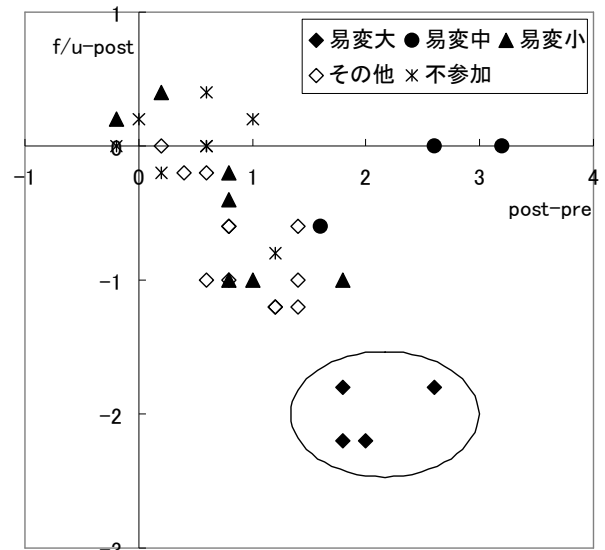 1
f/u-post
◆易変大 ●易変中 ▲易変小
◇その他 ✳不参加
0
-1 0 1 2 3 4
post-pre
-1
-2
-3